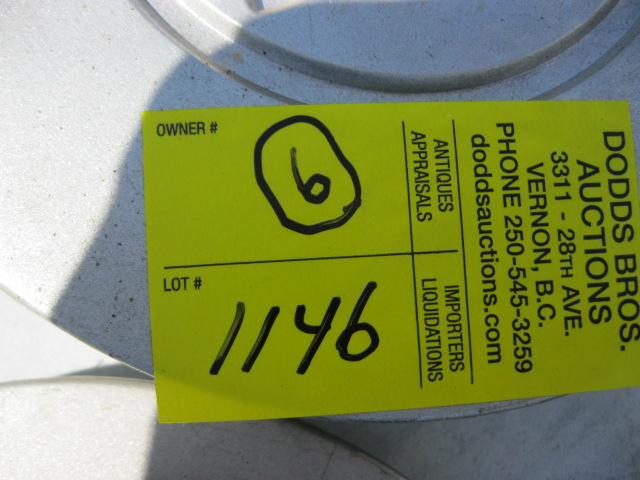 DODDS BROS.
AUCTIONS
3311 - 28TH AVE.
VERNON, B.C.
PHONE 250-545-3259
doddsauctions.com
ANTIQUES
APPRAISALS
IMPORTERS
LIQUIDATIONS
OWNER #
6
LOT #
1146